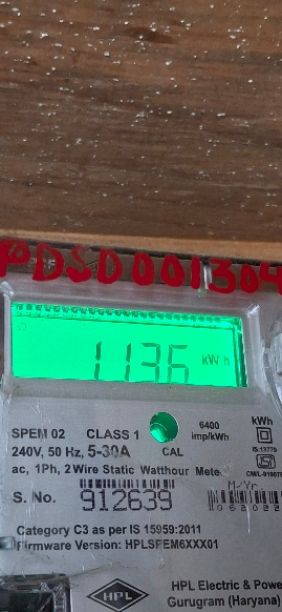 PDSD001304
1136 kWh
SPEM 02 CLASS 1 6400 imp/kWh kWh
240V, 50 Hz, 5-30A CAL
ac, 1Ph, 2 Wire Static Watthour Mete
M/Yr.
S. No. 912639
Category C3 as per IS 15959:2011
Firmware Version: HPLSPEM6XXX01
HPL
HPL Electric & Powe
Gurugram (Haryana)